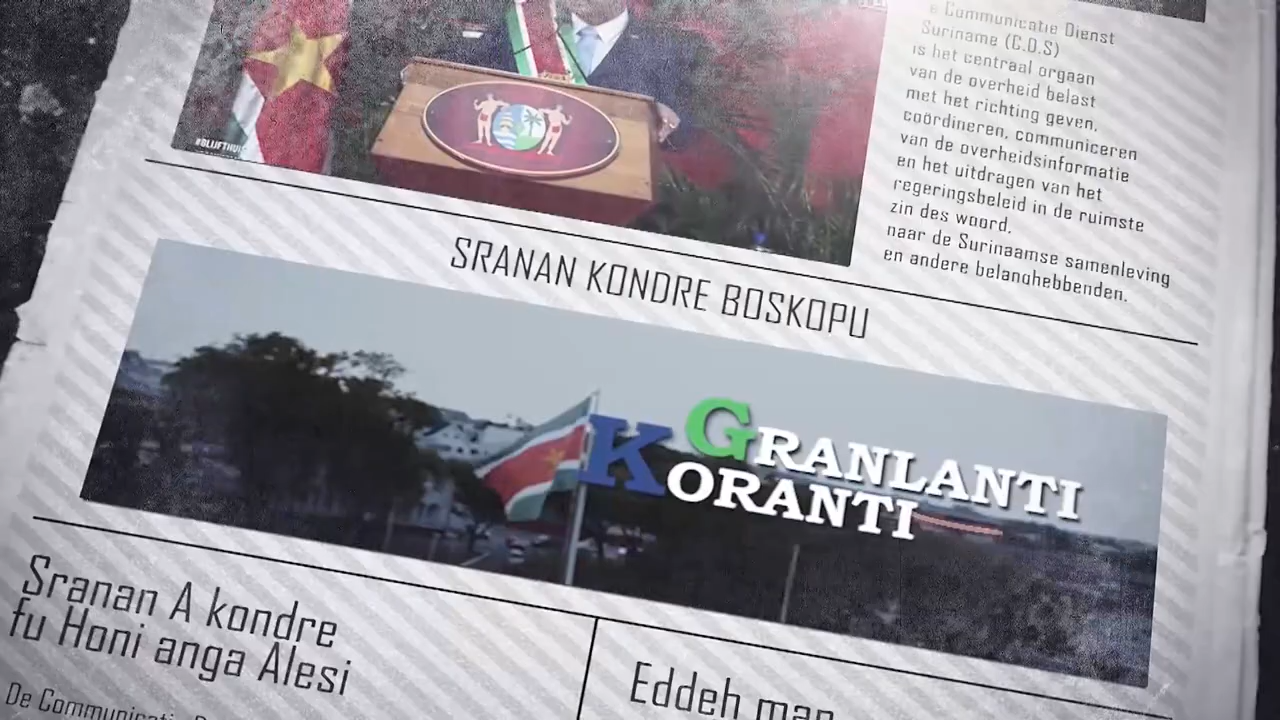 Communicatie Dienst
Suriname (C.D.S)
is het centraal orgaan
van de overheid belast
met het richting geven,
coördineren, communiceren
van de overheidsinformatie
en het uitdragen van het
regeringsbeleid in de ruimste
zin des woord.
naar de Surinaamse samenleving
en andere belanghebbenden.
SRANAN KONDRE BOSKOPU
GRANLANTI
KORANTI
Sranan A kondre
fu Honi anga Alesi
De
Eddeh man